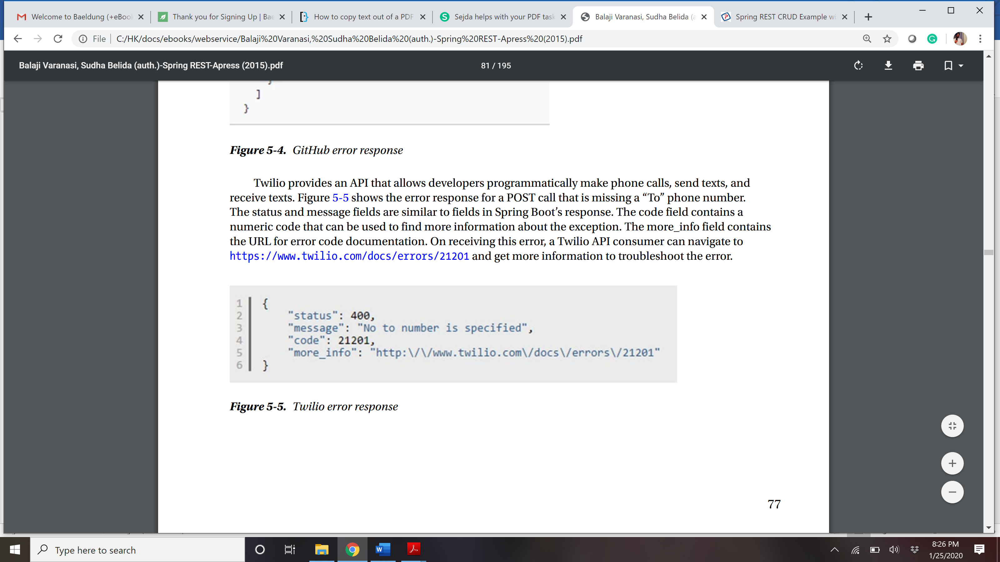 Welcome to Baeldung (+eBook
Thank you for Signing Up | Bae
How to copy text out of a PDF
Sejda helps with your PDF task
Balaji Varanasi, Sudha Belida (a
Spring REST CRUD Example wi
File
C:/HK/docs/ebooks/webservice/Balaji%20Varanasi,%20Sudha%20Belida%20(auth.)-Spring%20REST-Apress%20(2015).pdf
Balaji Varanasi, Sudha Belida (auth.)-Spring REST-Apress (2015).pdf
81 / 195
]
}
Figure 5-4. GitHub error response
Twilio provides an API that allows developers programmatically make phone calls, send texts, and
receive texts. Figure 5-5 shows the error response for a POST call that is missing a “To” phone number.
The status and message fields are similar to fields in Spring Boot’s response. The code field contains a
numeric code that can be used to find more information about the exception. The more_info field contains
the URL for error code documentation. On receiving this error, a Twilio API consumer can navigate to
https://www.twilio.com/docs/errors/21201 and get more information to troubleshoot the error.
1 {
2 "status": 400,
3 "message": "No to number is specified",
4 "code": 21201,
5 "more_info": "http:\/\/www.twilio.com\/docs\/errors\/21201"
6 }
Figure 5-5. Twilio error response
77
Type here to search
8:26 PM
1/25/2020